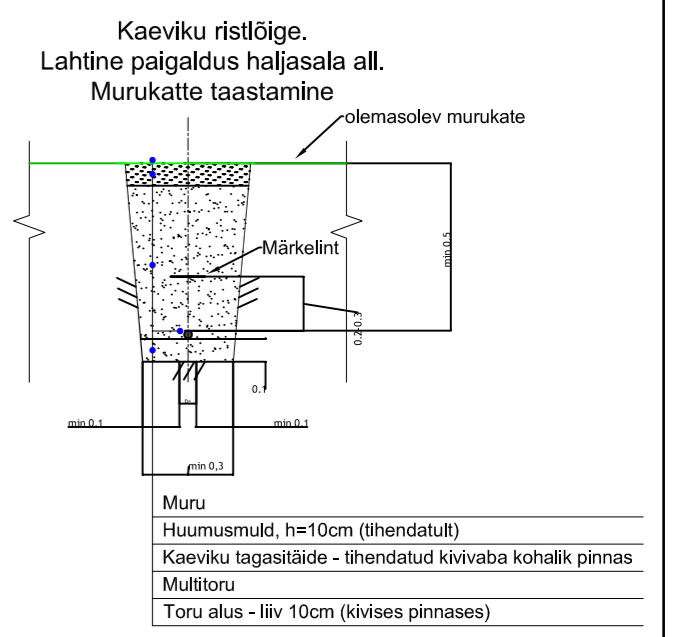 Kaeviku ristlõige.
Lahtine paigaldus haljasala all.
Murukatte taastamine
olemasolev murukate
min 0.5
Märkelint
0.2-0.3
0.1
min 0.1
min 0.1
min 0,3
Muru
Huumusmuld, h=10cm (tihendatult)
Kaeviku tagasitäide - tihendatud kivivaba kohalik pinnas
Multitoru
Toru alus - liiv 10cm (kivises pinnases)